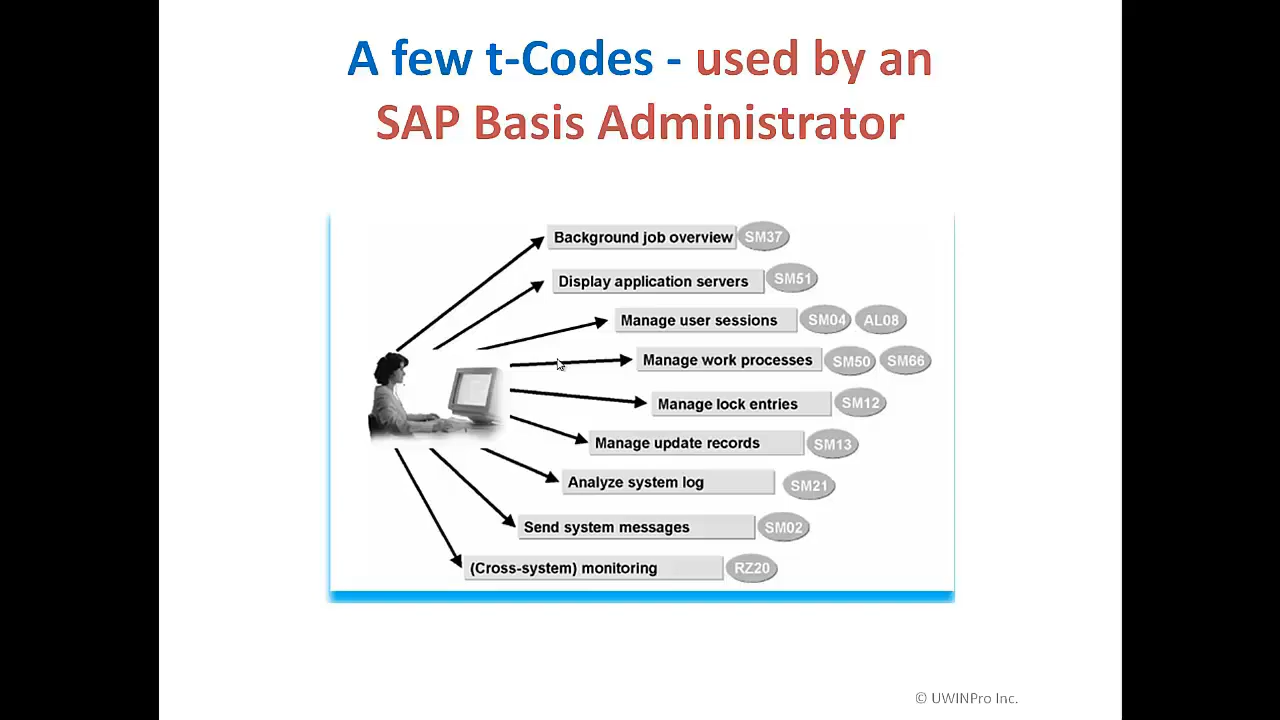 A few t-Codes - used by an
SAP Basis Administrator
Background job overview SM37
Display application servers SM51
Manage user sessions SM04 AL08
Manage work processes SM50 SM66
Manage lock entries SM12
Manage update records SM13
Analyze system log SM21
Send system messages SM02
(Cross-system) monitoring RZ20
© UWINPro Inc.